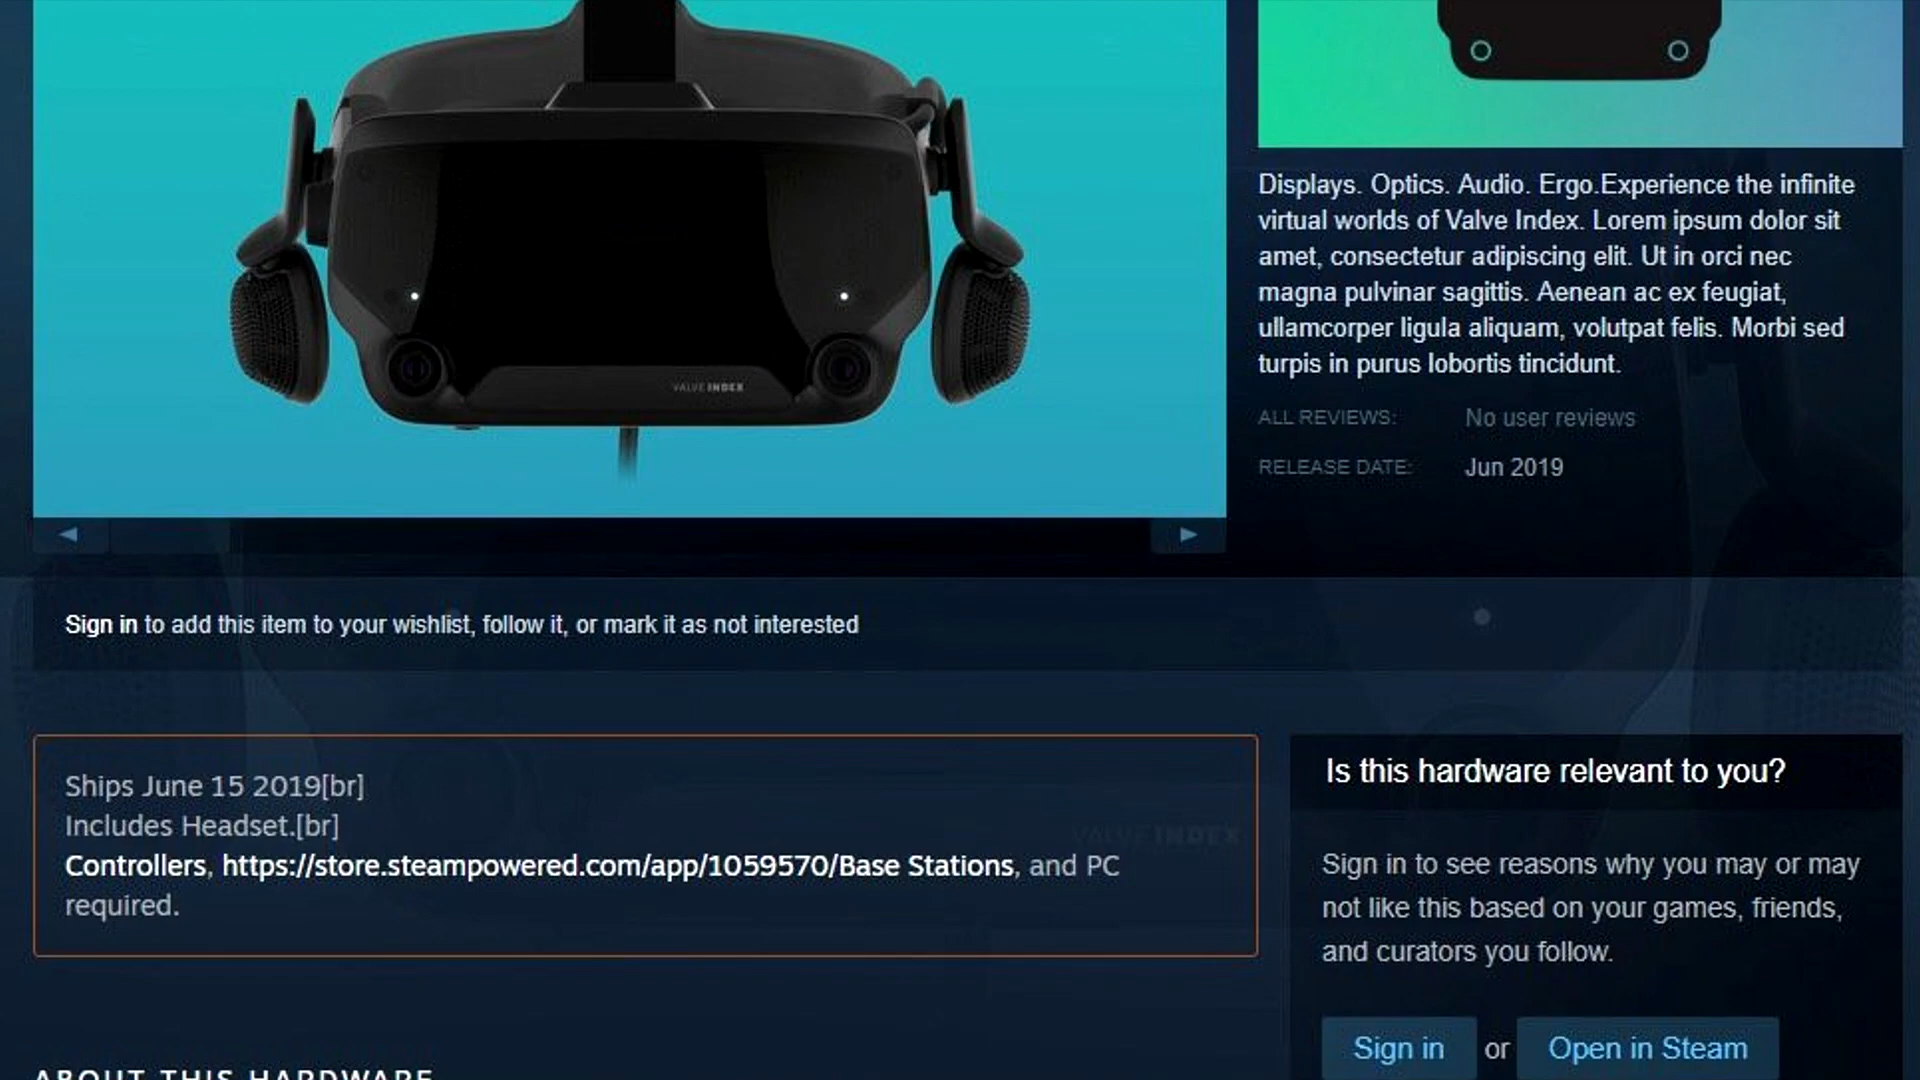 VALVE INDEX
Displays. Optics. Audio. Ergo.Experience the infinite
virtual worlds of Valve Index. Lorem ipsum dolor sit
amet, consectetur adipiscing elit. Ut in orci nec
magna pulvinar sagittis. Aenean ac ex feugiat,
ullamcorper ligula aliquam, volutpat felis. Morbi sed
turpis in purus lobortis tincidunt.
ALL REVIEWS: No user reviews
RELEASE DATE: Jun 2019
Sign in to add this item to your wishlist, follow it, or mark it as not interested
Ships June 15 2019[br]
Includes Headset.[br]
Controllers, https://store.steampowered.com/app/1059570/Base Stations, and PC
required.
VALVE INDEX
Is this hardware relevant to you?
Sign in to see reasons why you may or may
not like this based on your games, friends,
and curators you follow.
Sign in or Open in Steam
ABOUT THIS HARDWARE